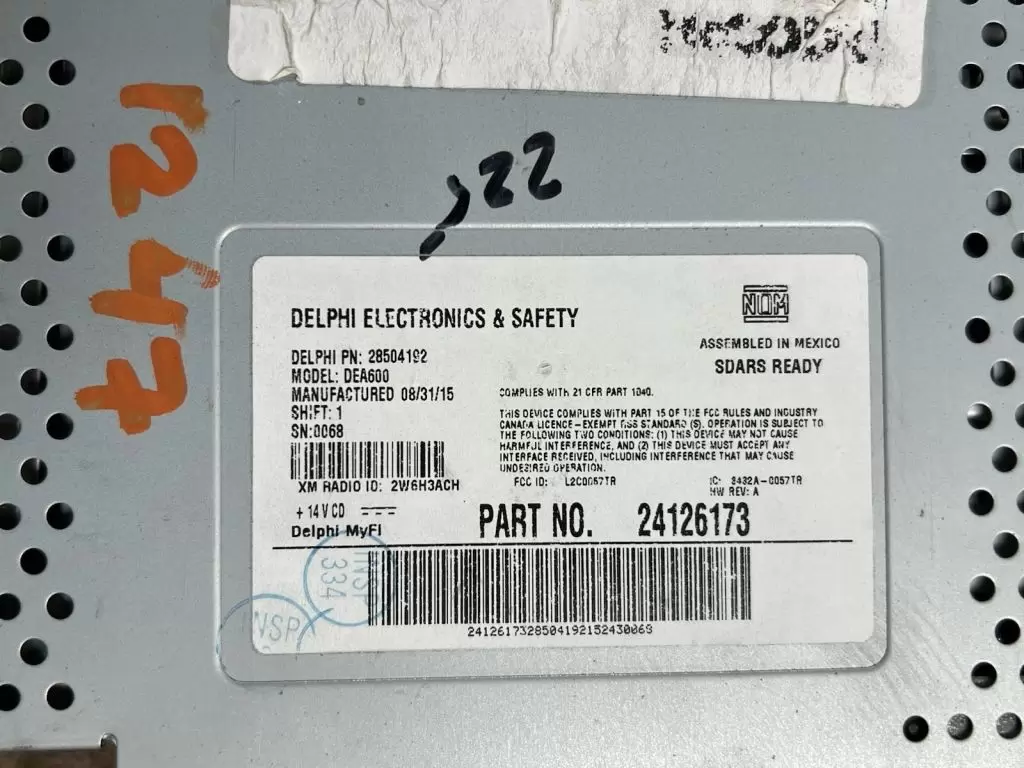 1247
,22
DELPHI ELECTRONICS & SAFETY
DELPHI PN: 28504192
MODEL: DEA600
MANUFACTURED 08/31/15
SHIFT: 1
SN:0068
XM RADIO ID: 2W6H3ACH
+ 14 V CD
Delphi MyFi
NOM
ASSEMBLED IN MEXICO
SDARS READY
COMPLIES WITH 21 CFR PART 1040.
THIS DEVICE COMPLIES WITH PART 15 OF THE FCC RULES AND INDUSTRY
CANADA LICENCE-EXEMPT RSS STANDARD (S). OPERATION IS SUBJECT TO
THE FOLLOWING TWO CONDITIONS: (1) THIS DEVICE MAY NOT CAUSE
HARMFUL INTERFERENCE, AND (2) THIS DEVICE MUST ACCEPT ANY
INTERFACE RECEIVED, INCLUDING INTERFERENCE THAT MAY CAUSE
UNDESIRED OPERATION.
FCC ID: L2C0057TR
IC: 3432A-0057TR
HW REV: A
PART NO. 24126173
INSP
334
INSP
241261732850419215243006S